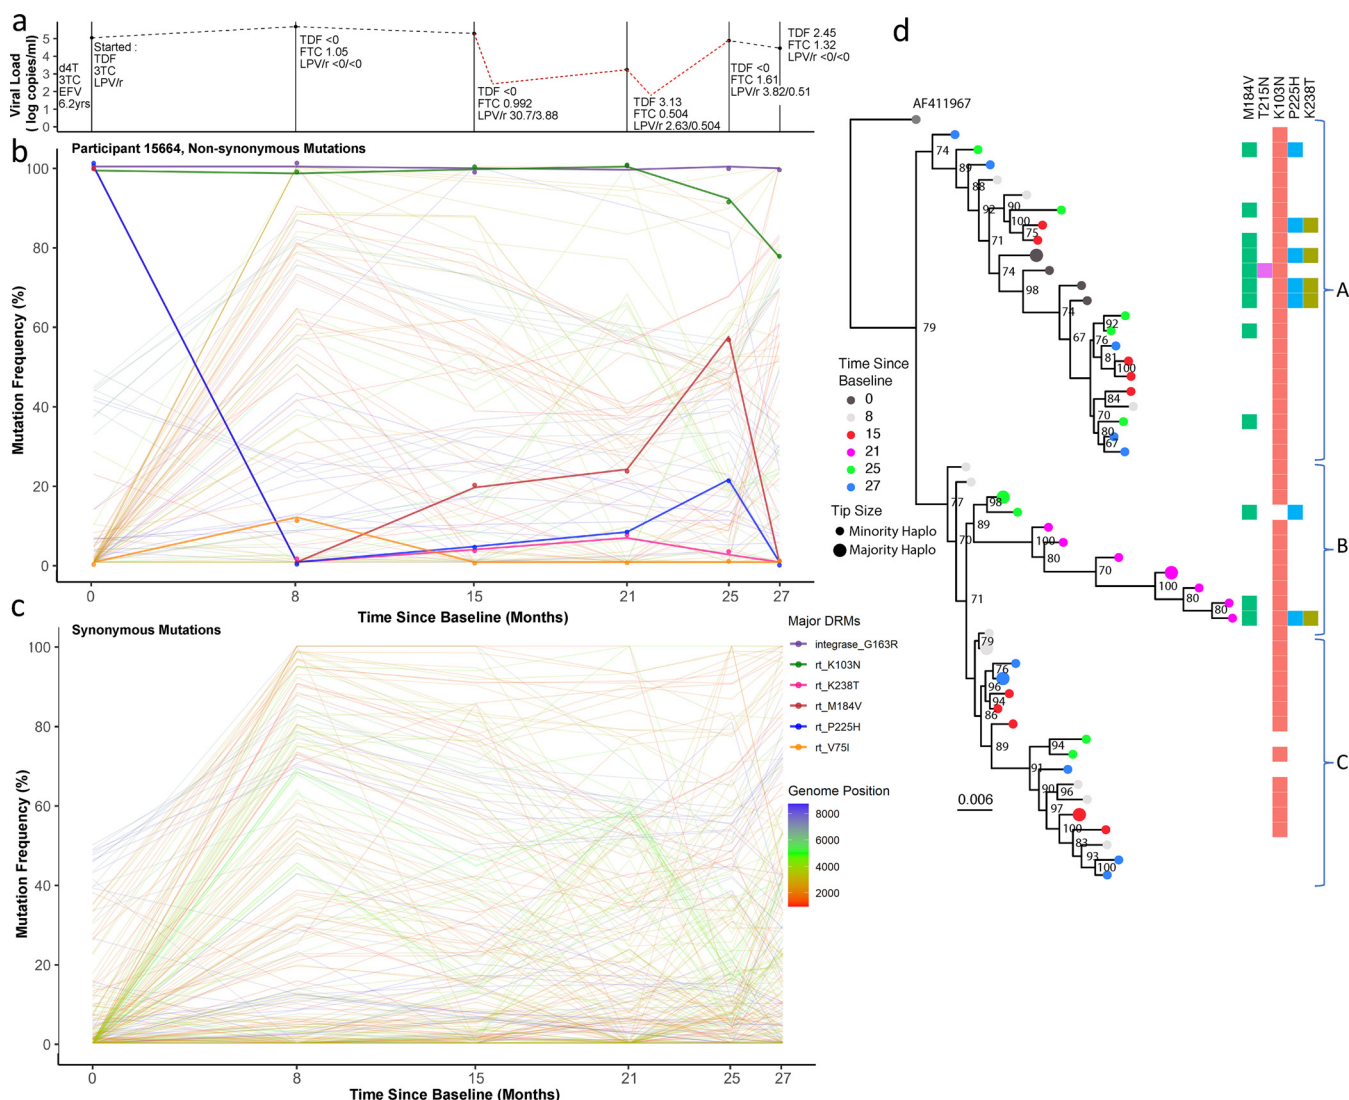 a
Viral Load
( log copies/ml)
5
4
3
2
1
0
d4T
3TC
EFV
6.2yrs
Started :
TDF
3TC
LPV/r
TDF <0
FTC 1.05
LPV/r <0/<0
TDF <0
FTC 0.992
LPV/r 30.7/3.88
TDF 3.13
FTC 0.504
LPV/r 2.63/0.504
TDF <0
FTC 1.61
LPV/r 3.82/0.51
TDF 2.45
FTC 1.32
LPV/r <0/<0
b
Participant 15664, Non-synonymous Mutations
Mutation Frequency (%)
100
80
60
40
20
0
0 8 15 21 25 27
Time Since Baseline (Months)
c
Synonymous Mutations
Mutation Frequency (%)
100
80
60
40
20
0
0 8 15 21 25 27
Time Since Baseline (Months)
Major DRMs
integrase_G163R
rt_K103N
rt_K238T
rt_M184V
rt_P225H
rt_V75I
Genome Position
8000
6000
4000
2000
d
AF411967
M184V
T215N
K103N
P225H
K238T
74
89
88
92
90
100
75
71
74
98
74
67
92
76
81
100
84
70
80
67
79
77
98
89
70
100
80
70
100
80
80
71
79
76
96
94
86
89
94
91
90
96
97
100
83
93
100
0.006
A
B
C
Time Since
Baseline
0
8
15
21
25
27
Tip Size
Minority Haplo
Majority Haplo